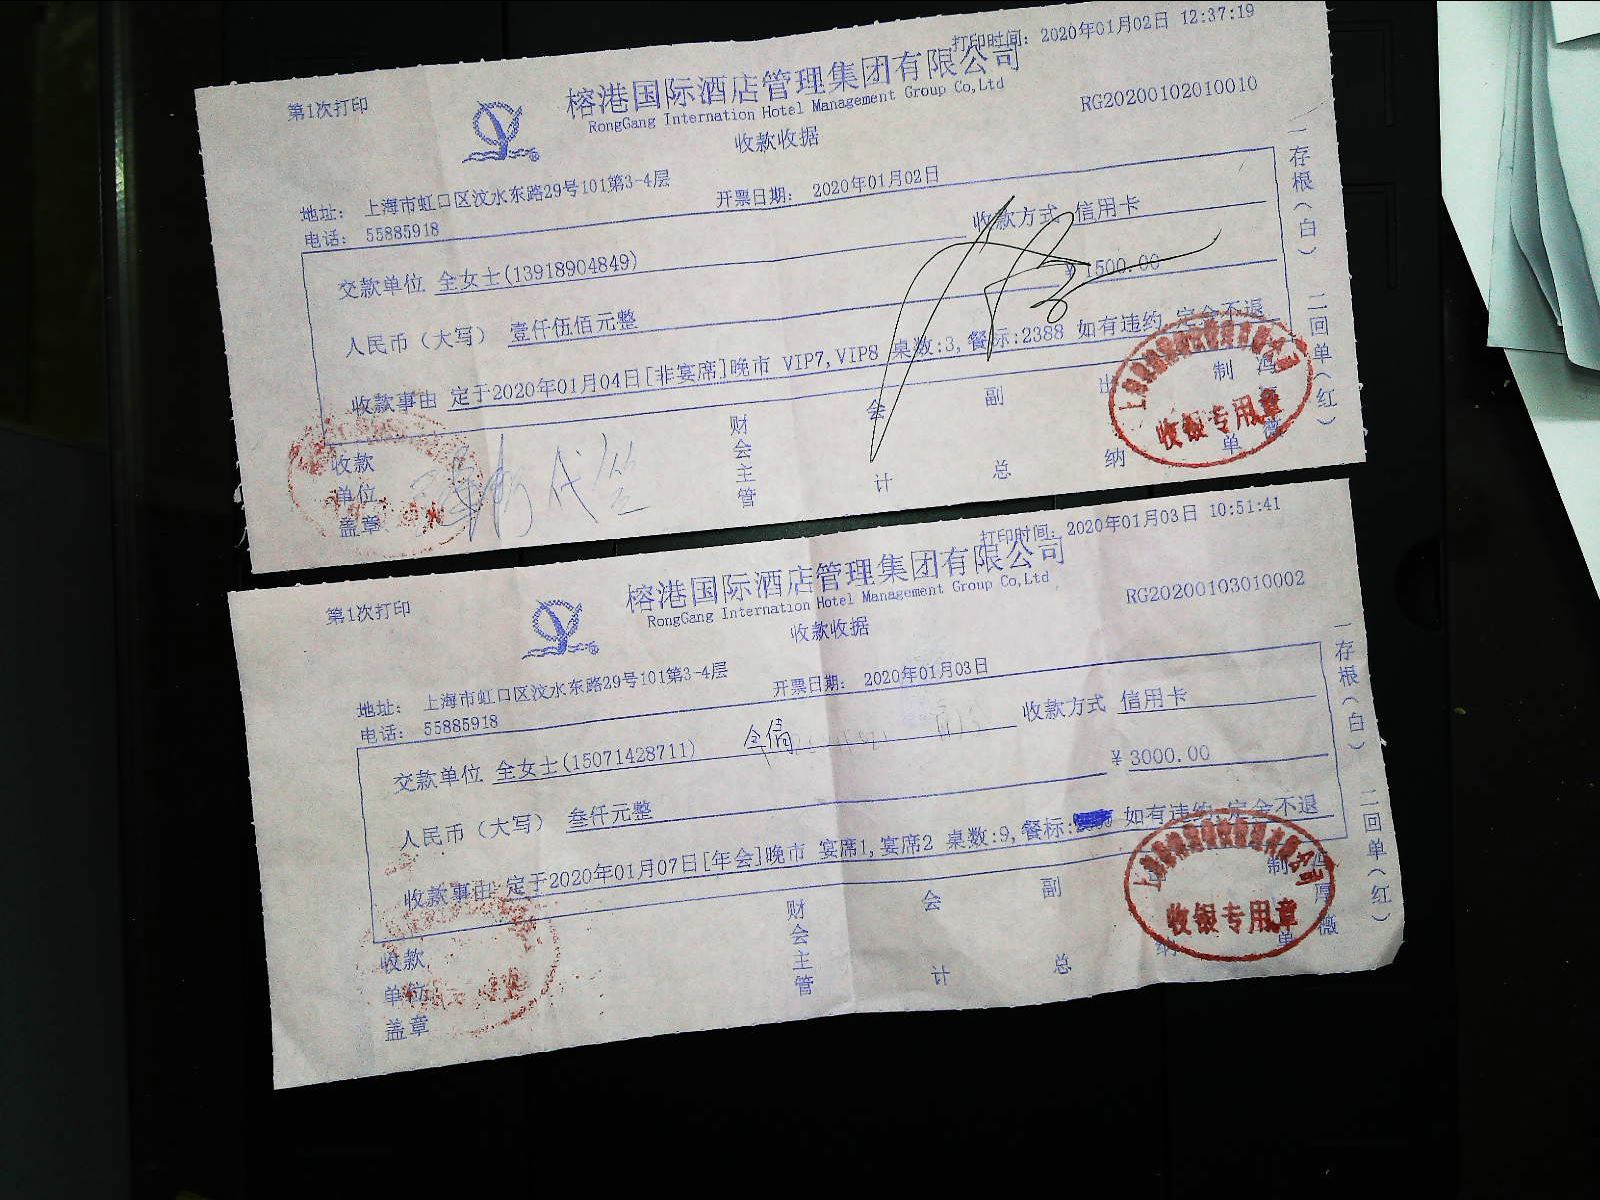 打印时间: 2020年01月02日 12:37:19
第1次打印
榕港国际酒店管理集团有限公司
RongGang Internation Hotel Management Group Co,Ltd
RG20200102010010
收款收据
地址: 上海市虹口区汶水东路29号101第3-4层
开票日期: 2020年01月02日
电话: 55885918
收款方式 信用卡
交款单位 全女士(13918904849)
¥ 1500.00
人民币（大写） 壹仟伍佰元整
收款事由 定于2020年01月04日[非宴席]晚市 VIP7,VIP8 桌数:3,餐标:2388 如有违约,定金不退
收款单位盖章
代签
财会主管
会计
副总
出纳
制单
收银专用章
一存根（白） 二回单（红）
打印时间: 2020年01月03日 10:51:41
第1次打印
榕港国际酒店管理集团有限公司
RongGang Internation Hotel Management Group Co,Ltd
RG20200103010002
收款收据
地址: 上海市虹口区汶水东路29号101第3-4层
开票日期: 2020年01月03日
电话: 55885918
收款方式 信用卡
交款单位 全女士(15071428711) 全倩
¥ 3000.00
人民币（大写） 叁仟元整
收款事由 定于2020年01月07日[年会]晚市 宴席1,宴席2 桌数:9,餐标: 如有违约,定金不退
收款单位盖章
财会主管
会计
副总
纳
制单
收银专用章
一存根（白） 二回单（红）